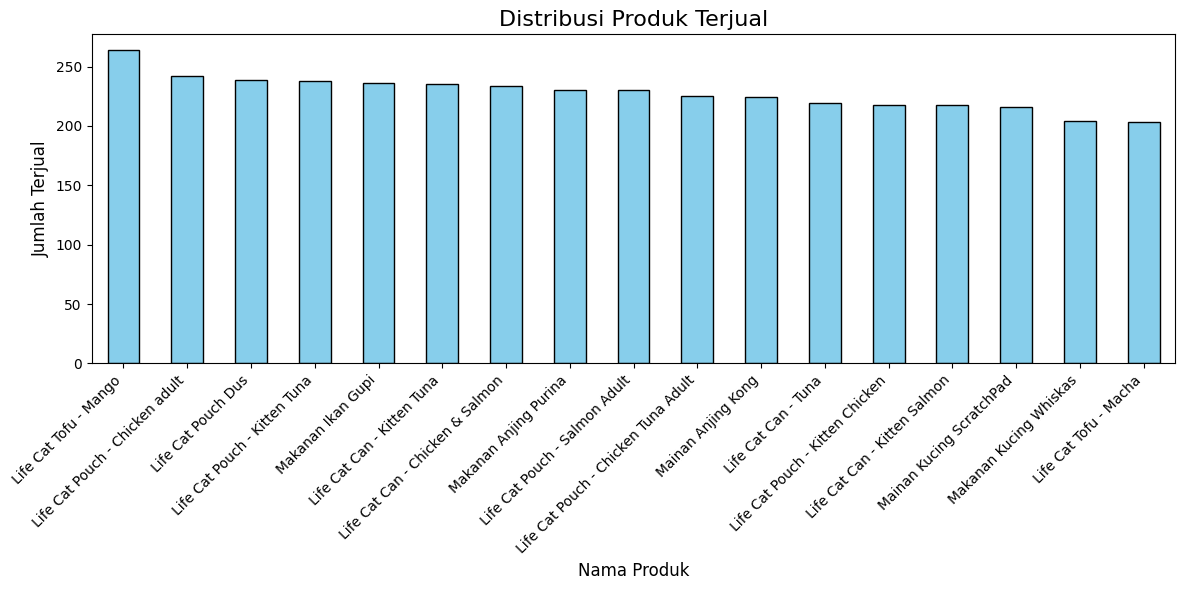 Distribusi Produk Terjual
Jumlah Terjual
250
200
150
100
50
0
Life Cat Tofu - Mango
Life Cat Pouch - Chicken adult
Life Cat Pouch Dus
Life Cat Pouch - Kitten Tuna
Makanan Ikan Gupi
Life Cat Can - Kitten Tuna
Life Cat Can - Chicken & Salmon
Makanan Anjing Purina
Life Cat Pouch - Salmon Adult
Life Cat Pouch - Chicken Tuna Adult
Mainan Anjing Kong
Life Cat Can - Tuna
Life Cat Pouch - Kitten Chicken
Life Cat Can - Kitten Salmon
Mainan Kucing ScratchPad
Makanan Kucing Whiskas
Life Cat Tofu - Macha
Nama Produk